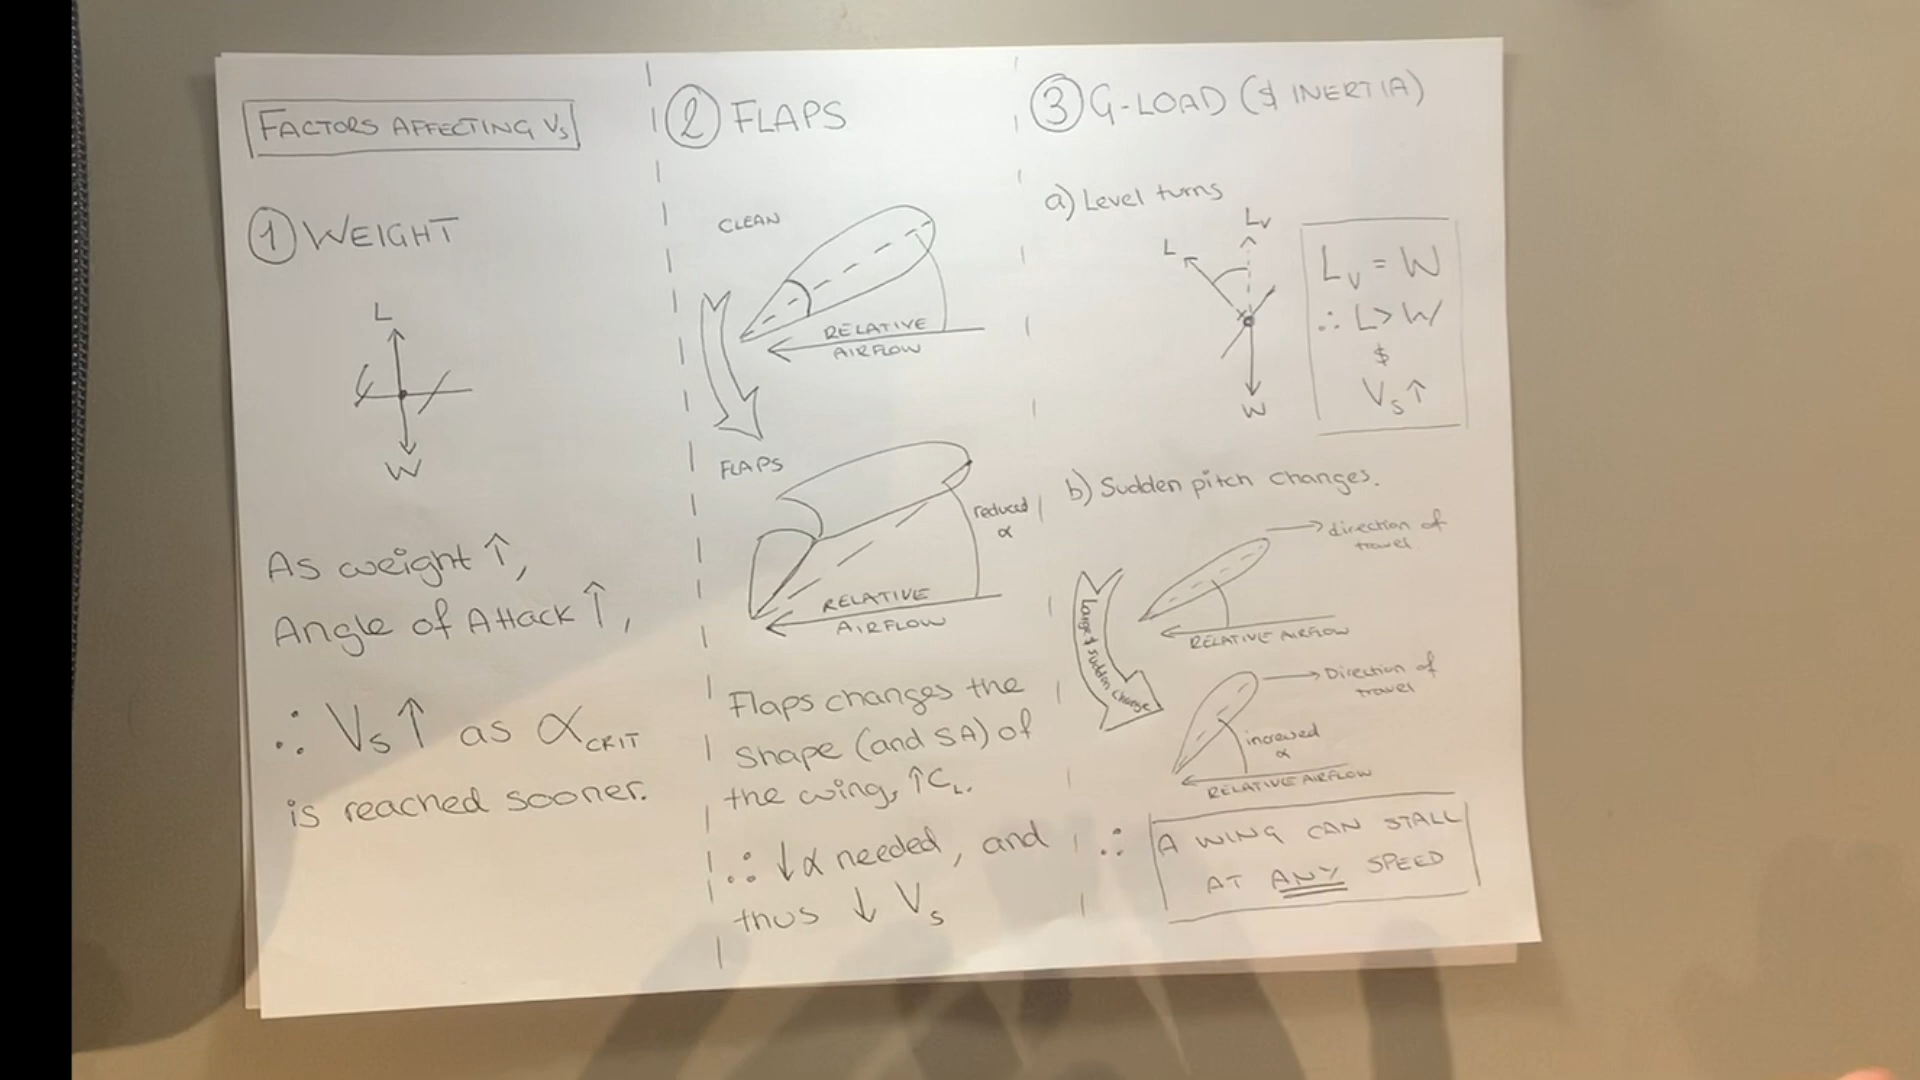 FACTORS AFFECTING Vs
① WEIGHT
L
W
As weight ↑,
Angle of Attack ↑,
∴ Vs ↑ as αCRIT
is reached sooner.
② FLAPS
CLEAN
RELATIVE
AIRFLOW
FLAPS
reduced
α
RELATIVE
AIRFLOW
Flaps changes the
shape (and SA) of
the wing, ↑CL.
∴ ↓α needed, and
thus ↓ Vs
③ G-LOAD ($ INERTIA)
a) Level turns
Lv
L
W
Lv = W
∴ L > W
$
Vs ↑
b) Sudden pitch changes.
direction of
travel
RELATIVE AIRFLOW
Large $ sudden change
Direction of
travel
increased
α
RELATIVE AIRFLOW
∴ A WING CAN STALL
AT ANY SPEED